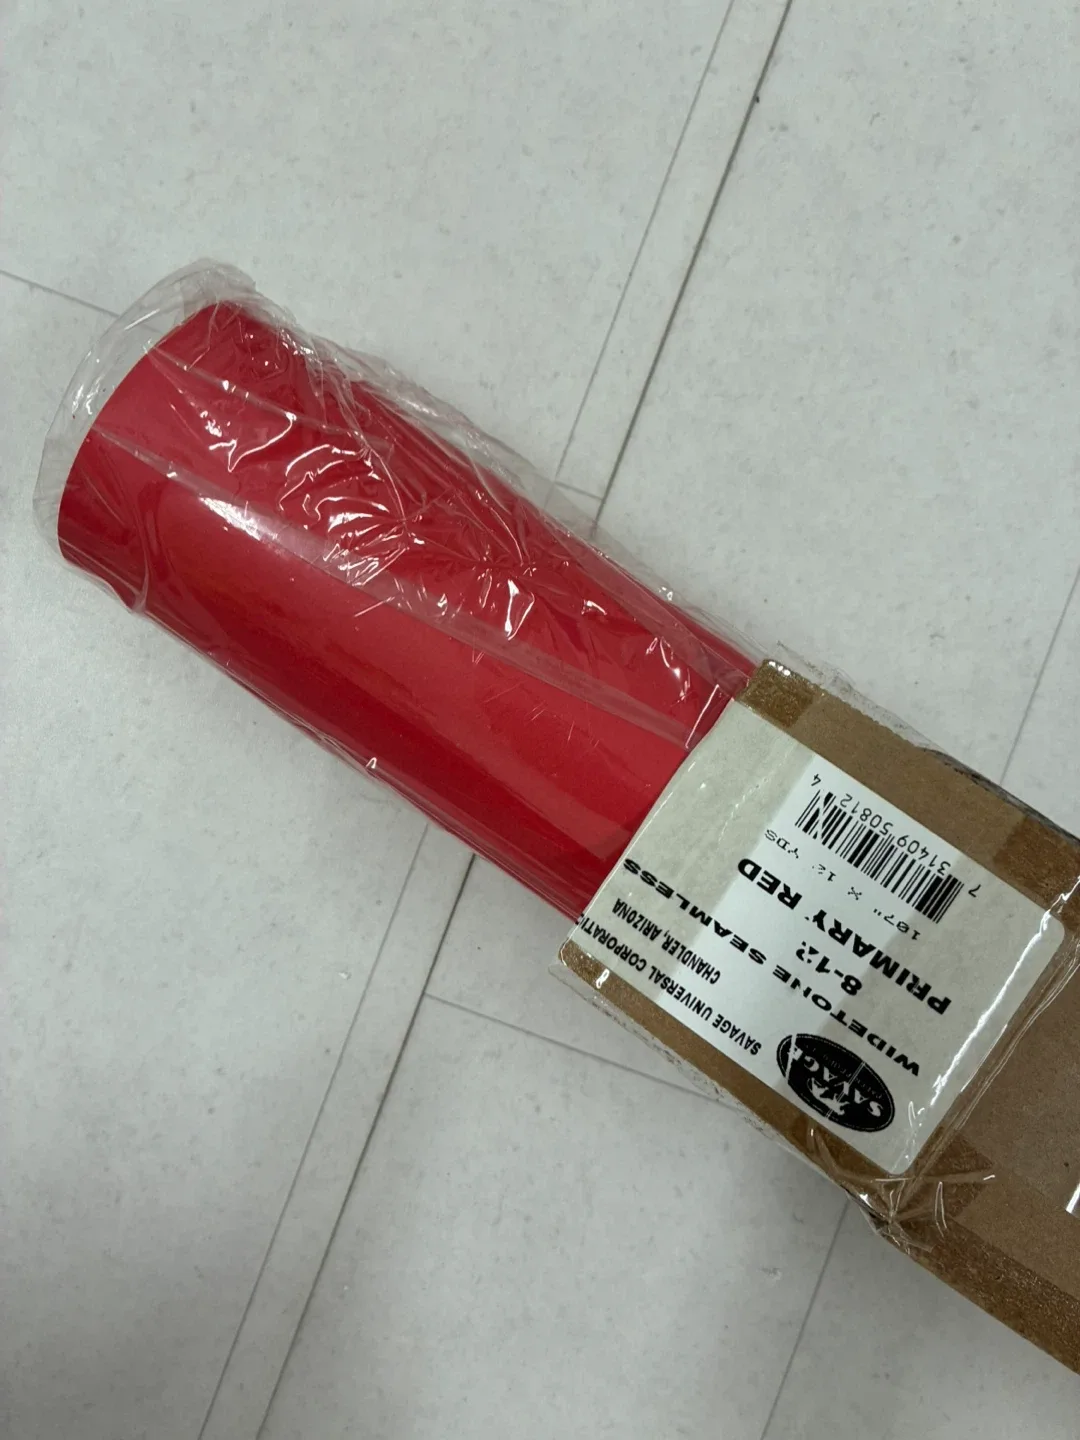 SAVAGE
SAVAGE UNIVERSAL CORPORATIO
CHANDLER, ARIZONA
WIDETONE SEAMLESS
8-12
PRIMARY RED
107" X 12 YDS
7 31409 50812 4